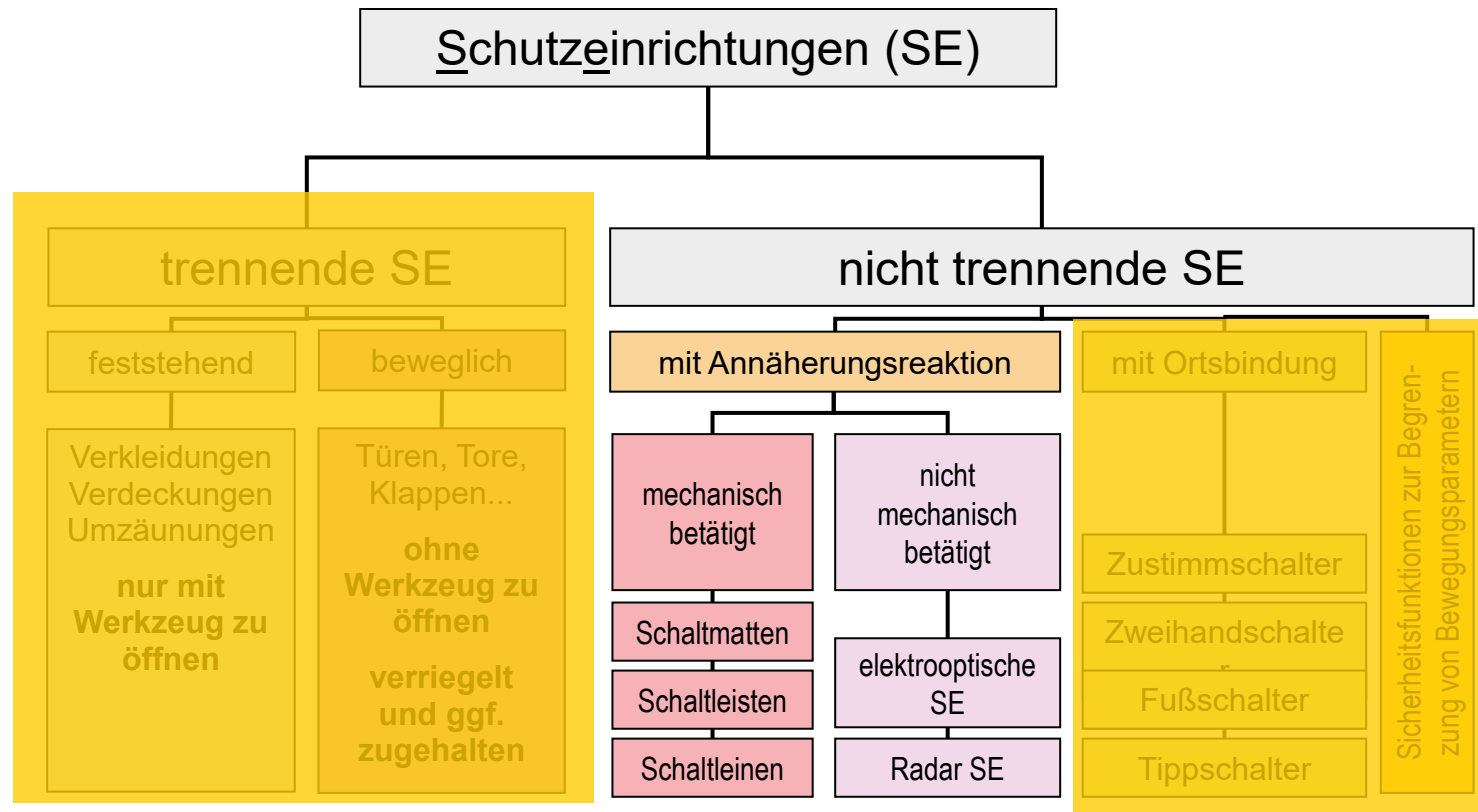 Schutzeinrichtungen (SE)
trennende SE
feststehend
Verkleidungen
Verdeckungen
Umzäunungen
nur mit
Werkzeug zu
öffnen
beweglich
Türen, Tore,
Klappen...
ohne
Werkzeug zu
öffnen
verriegelt
und ggf.
zugehalten
nicht trennende SE
mit Annäherungsreaktion
mechanisch
betätigt
Schaltmatten
Schaltleisten
Schaltleinen
nicht
mechanisch
betätigt
elektrooptische
SE
Radar SE
mit Ortsbindung
Zustimmschalter
Zweihandschalte
r
Fußschalter
Tippschalter
Sicherheitsfunktionen zur Begren-
zung von Bewegungsparametern